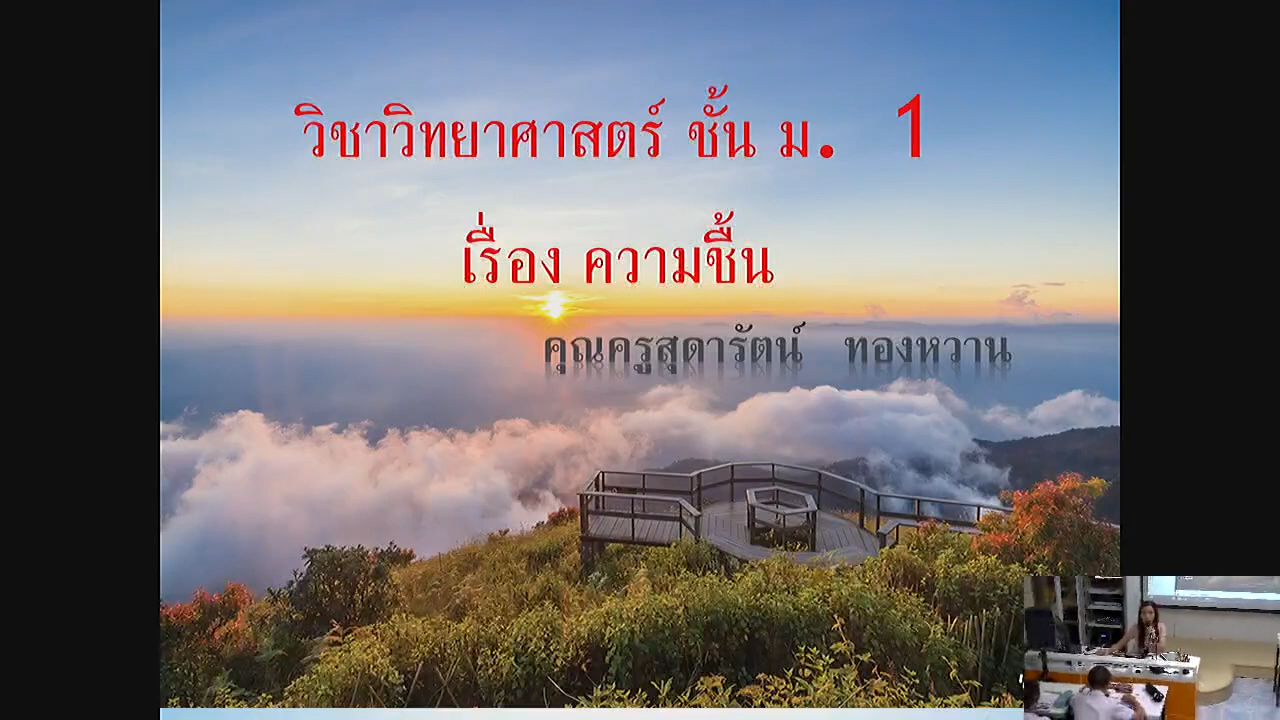 วิชาวิทยาศาสตร์ ชั้น ม. 1
เรื่อง ความชื้น
คุณครูสุดารัตน์ ทองหวาน